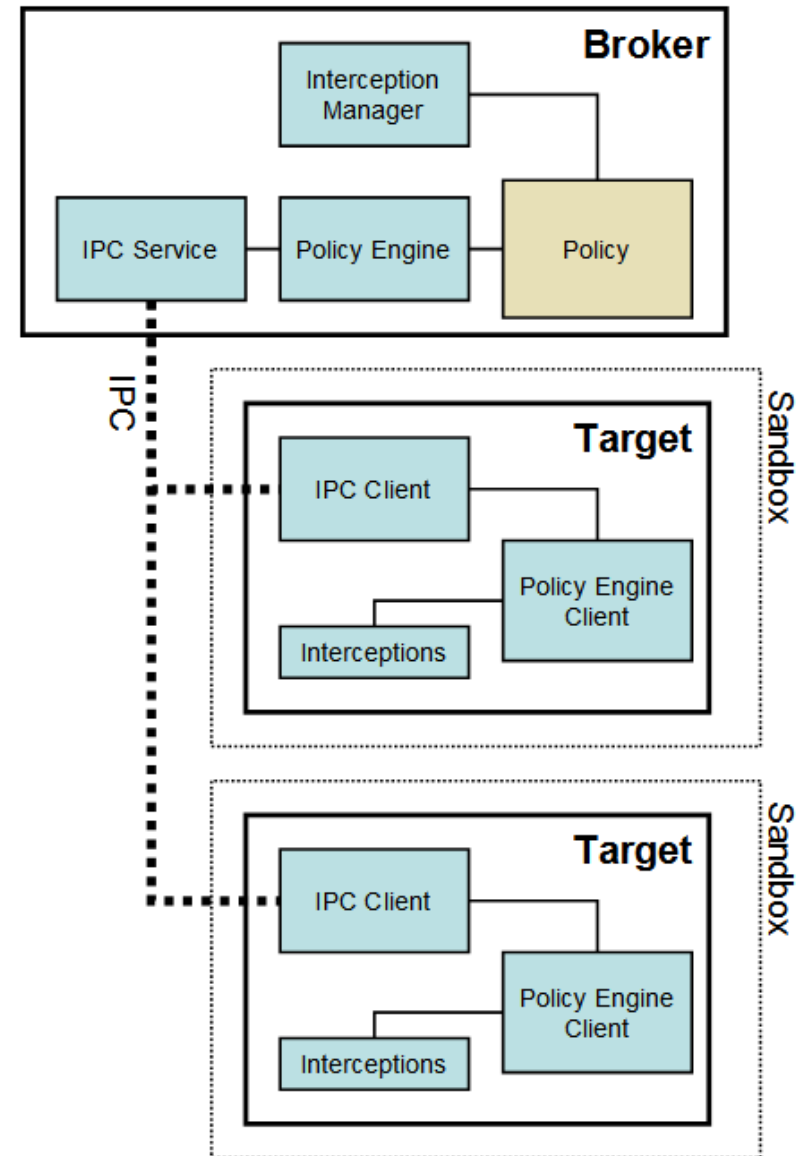 Broker
Interception
Manager
IPC Service
Policy Engine
Policy
IPC
Sandbox
Target
IPC Client
Policy Engine
Client
Interceptions
Sandbox
Target
IPC Client
Policy Engine
Client
Interceptions